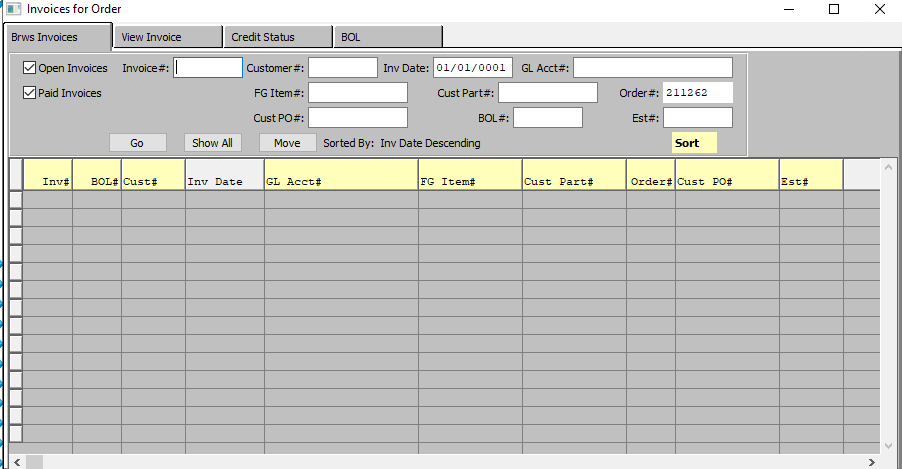 Invoices for Order
Brws Invoices View Invoice Credit Status BOL
Open Invoices Invoice#: Customer#: Inv Date: 01/01/0001 GL Acct#:
Paid Invoices FG Item#: Cust Part#: Order#: 211262
Cust PO#: BOL#: Est#:
Go Show All Move Sorted By: Inv Date Descending Sort
Inv# BOL# Cust# Inv Date GL Acct# FG Item# Cust Part# Order# Cust PO# Est#